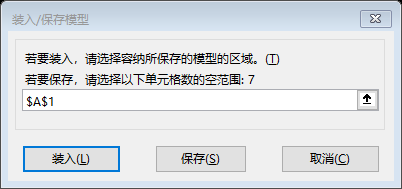 装入/保存模型
若要装入，请选择容纳所保存的模型的区域。(T)
若要保存，请选择以下单元格数的空范围: 7
$A$1
装入(L) 保存(S) 取消(C)